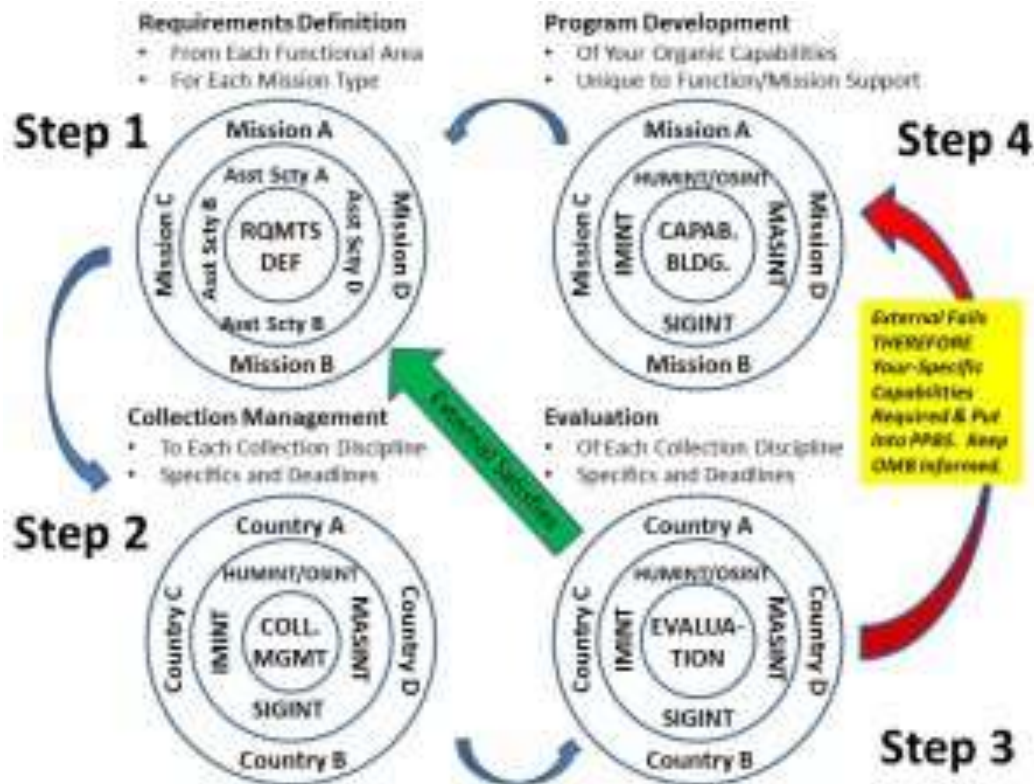 Requirements Definition
• From Each Functional Area
• For Each Mission Type
Step 1
Mission A
Mission C
Asst Scty A
Asst Scty B
RQMTS
DEF
Asst Scty D
Mission D
Asst Scty B
Mission B
Program Development
• Of Your Organic Capabilities
• Unique to Function/Mission Support
Step 4
Mission A
Mission C
HUMINT/OSINT
IMINT
CAPAB.
BLDG.
MASINT
Mission D
SIGINT
Mission B
External Fails
THEREFORE
Your-Specific
Capabilities
Required & Put
Into PPBS. Keep
OMB Informed.
External Satisfies
Collection Management
• To Each Collection Discipline
• Specifics and Deadlines
Step 2
Country A
Country C
HUMINT/OSINT
IMINT
COLL.
MGMT
MASINT
Country D
SIGINT
Country B
Evaluation
• Of Each Collection Discipline
• Specifics and Deadlines
Country A
Country C
HUMINT/OSINT
IMINT
EVALUA-
TION
MASINT
Country D
SIGINT
Country B
Step 3